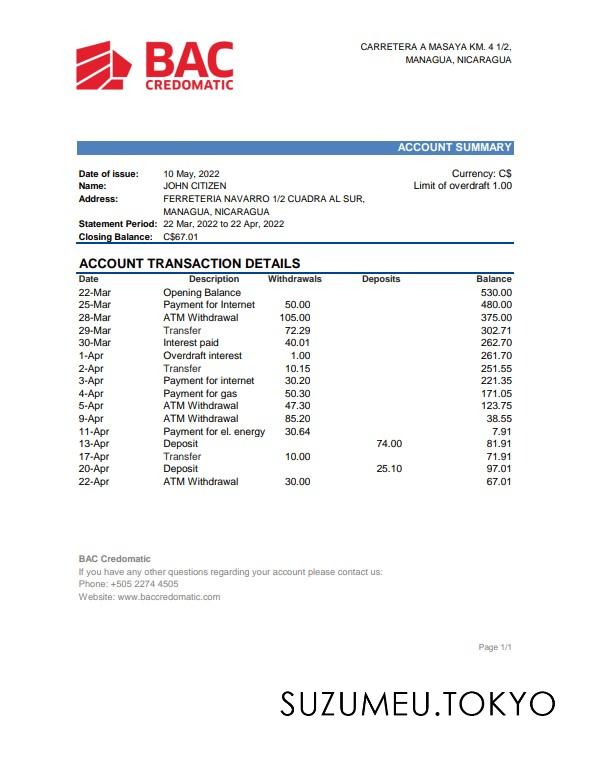 BAC
CREDOMATIC
CARRETERA A MASAYA KM. 4 1/2,
MANAGUA, NICARAGUA
ACCOUNT SUMMARY
Date of issue: 10 May, 2022 Currency: C$
Name: JOHN CITIZEN Limit of overdraft 1.00
Address: FERRETERIA NAVARRO 1/2 CUADRA AL SUR,
MANAGUA, NICARAGUA
Statement Period: 22 Mar, 2022 to 22 Apr, 2022
Closing Balance: C$67.01
ACCOUNT TRANSACTION DETAILS
Date Description Withdrawals Deposits Balance
22-Mar Opening Balance 530.00
25-Mar Payment for Internet 50.00 480.00
28-Mar ATM Withdrawal 105.00 375.00
29-Mar Transfer 72.29 302.71
30-Mar Interest paid 40.01 262.70
1-Apr Overdraft interest 1.00 261.70
2-Apr Transfer 10.15 251.55
3-Apr Payment for internet 30.20 221.35
4-Apr Payment for gas 50.30 171.05
5-Apr ATM Withdrawal 47.30 123.75
9-Apr ATM Withdrawal 85.20 38.55
11-Apr Payment for el. energy 30.64 7.91
13-Apr Deposit 74.00 81.91
17-Apr Transfer 10.00 71.91
20-Apr Deposit 25.10 97.01
22-Apr ATM Withdrawal 30.00 67.01
BAC Credomatic
If you have any other questions regarding your account please contact us:
Phone: +505 2274 4505
Website: www.baccredomatic.com
Page 1/1
SUZUMEU.TOKYO